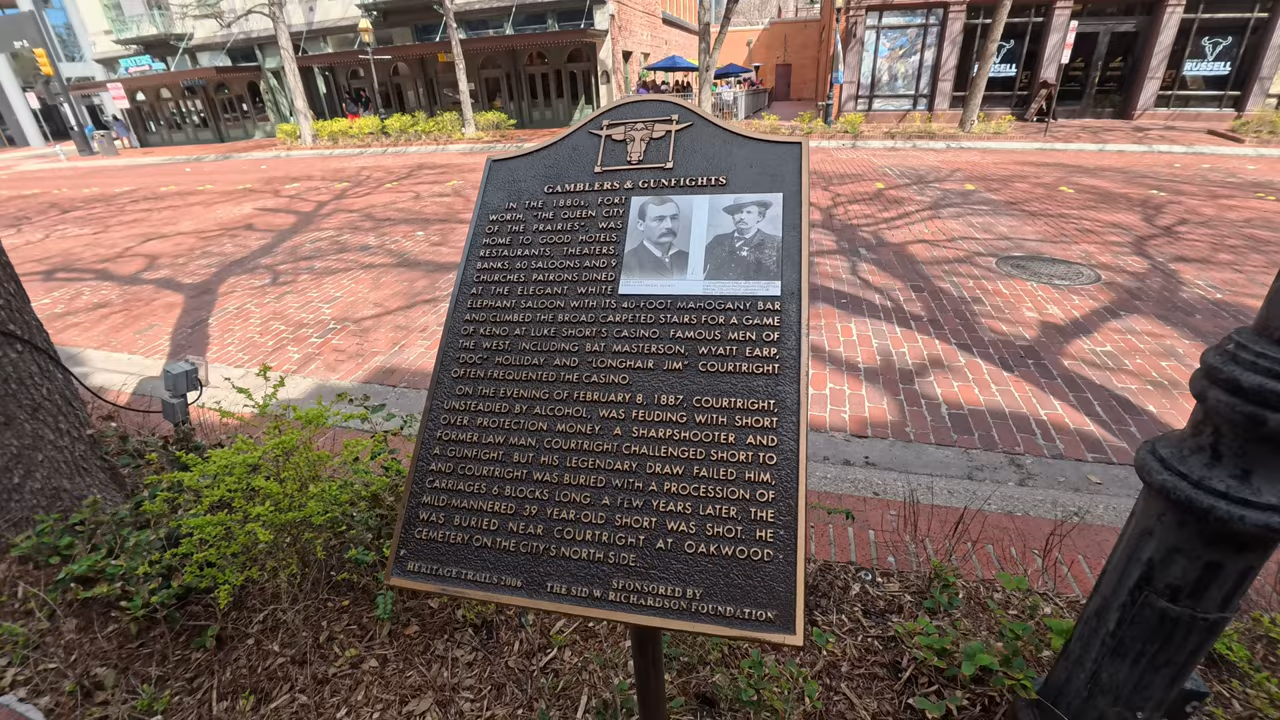 GAMBLERS & GUNFIGHTS
IN THE 1880s, FORT
WORTH, "THE QUEEN CITY
OF THE PRAIRIES", WAS
HOME TO GOOD HOTELS,
RESTAURANTS, THEATERS,
BANKS, 60 SALOONS AND 9
CHURCHES. PATRONS DINED
AT THE ELEGANT WHITE
ELEPHANT SALOON WITH ITS 40-FOOT MAHOGANY BAR
AND CLIMBED THE BROAD CARPETED STAIRS FOR A GAME
OF KENO AT LUKE SHORT'S CASINO. FAMOUS MEN OF
THE WEST, INCLUDING BAT MASTERSON, WYATT EARP,
"DOC" HOLLIDAY AND "LONGHAIR JIM" COURTRIGHT
OFTEN FREQUENTED THE CASINO.
ON THE EVENING OF FEBRUARY 8, 1887, COURTRIGHT,
UNSTEADIED BY ALCOHOL, WAS FEUDING WITH SHORT
OVER PROTECTION MONEY. A SHARPSHOOTER AND
FORMER LAW MAN, COURTRIGHT CHALLENGED SHORT TO
A GUNFIGHT. BUT HIS LEGENDARY DRAW FAILED HIM,
AND COURTRIGHT WAS BURIED WITH A PROCESSION OF
CARRIAGES 6 BLOCKS LONG. A FEW YEARS LATER, THE
MILD-MANNERED 39 YEAR-OLD SHORT WAS SHOT. HE
WAS BURIED NEAR COURTRIGHT AT OAKWOOD
CEMETERY ON THE CITY'S NORTH SIDE.
HERITAGE TRAILS 2006
SPONSORED BY
THE SID W. RICHARDSON FOUNDATION
RUSSELL
RUSSELL